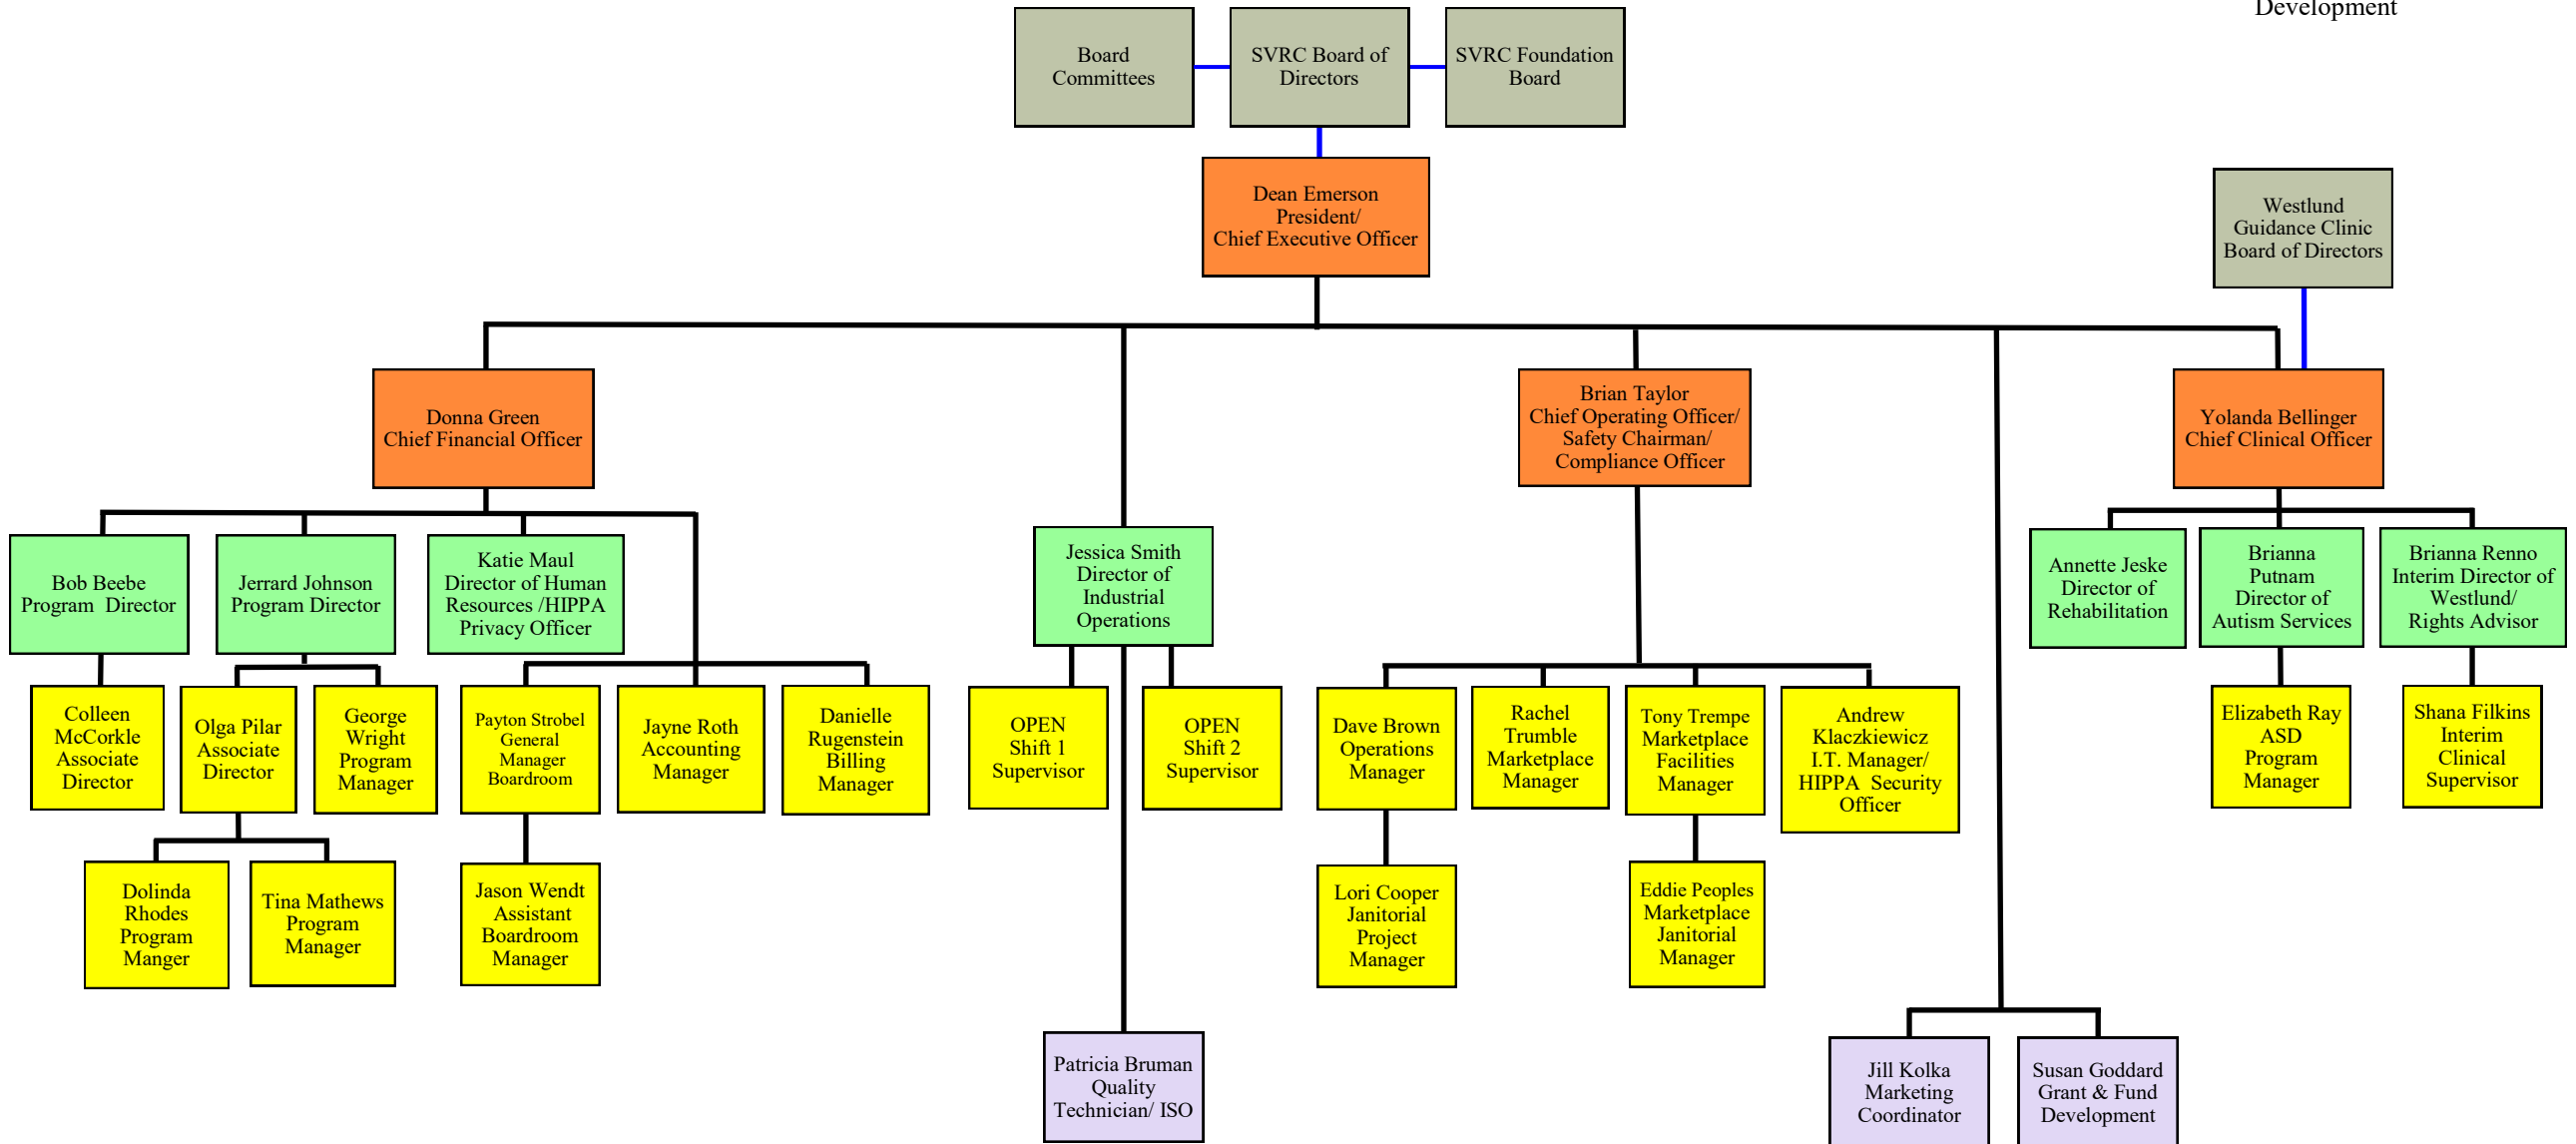 Development
Board
Committees
SVRC Board of
Directors
SVRC Foundation
Board
Dean Emerson
President/
Chief Executive Officer
Westlund
Guidance Clinic
Board of Directors
Donna Green
Chief Financial Officer
Brian Taylor
Chief Operating Officer/
Safety Chairman/
Compliance Officer
Yolanda Bellinger
Chief Clinical Officer
Bob Beebe
Program  Director
Jerrard Johnson
Program Director
Katie Maul
Director of Human
Resources /HIPPA
Privacy Officer
Jessica Smith
Director of
Industrial
Operations
Annette Jeske
Director of
Rehabilitation
Brianna
Putnam
Director of
Autism Services
Brianna Renno
Interim Director of
Westlund/
Rights Advisor
Colleen
McCorkle
Associate
Director
Olga Pilar
Associate
Director
George
Wright
Program
Manager
Payton Strobel
General
Manager
Boardroom
Jayne Roth
Accounting
Manager
Danielle
Rugenstein
Billing
Manager
OPEN
Shift 1
Supervisor
OPEN
Shift 2
Supervisor
Dave Brown
Operations
Manager
Rachel
Trumble
Marketplace
Manager
Tony Trempe
Marketplace
Facilities
Manager
Andrew
Klaczkiewicz
I.T. Manager/
HIPPA  Security
Officer
Elizabeth Ray
ASD
Program
Manager
Shana Filkins
Interim
Clinical
Supervisor
Dolinda
Rhodes
Program
Manger
Tina Mathews
Program
Manager
Jason Wendt
Assistant
Boardroom
Manager
Lori Cooper
Janitorial
Project
Manager
Eddie Peoples
Marketplace
Janitorial
Manager
Patricia Bruman
Quality
Technician/ ISO
Jill Kolka
Marketing
Coordinator
Susan Goddard
Grant & Fund
Development